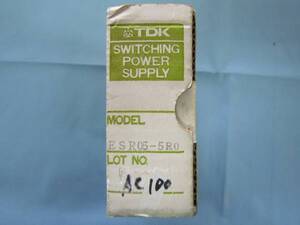 TDK
SWITCHING
POWER
SUPPLY
MODEL
ESR05-5R0
LOT NO.
AC100